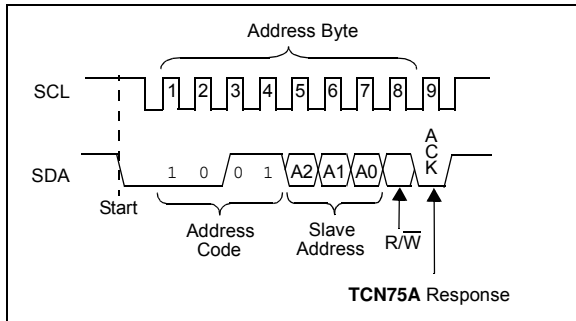 Address Byte
SCL 1 2 3 4 5 6 7 8 9
SDA 1 0 0 1 A2 A1 A0 ACK
Start
Address Code
Slave Address
R/W̅
TCN75A Response